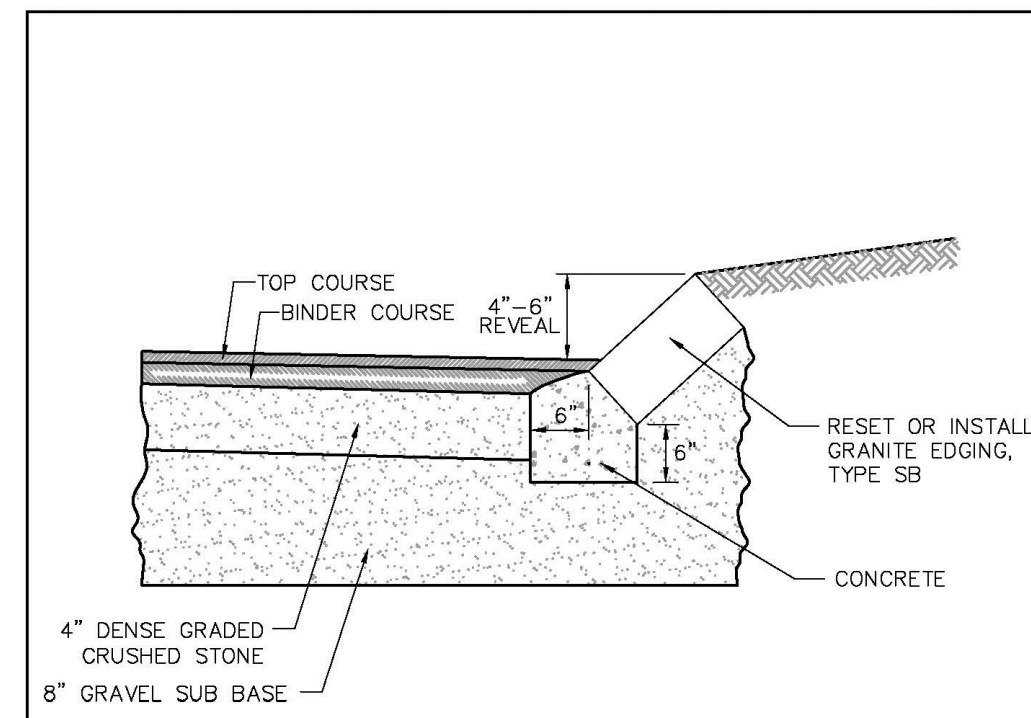 TOP COURSE
BINDER COURSE
4"-6"
REVEAL
6"
6"
RESET OR INSTALL
GRANITE EDGING,
TYPE SB
CONCRETE
4" DENSE GRADED
CRUSHED STONE
8" GRAVEL SUB BASE